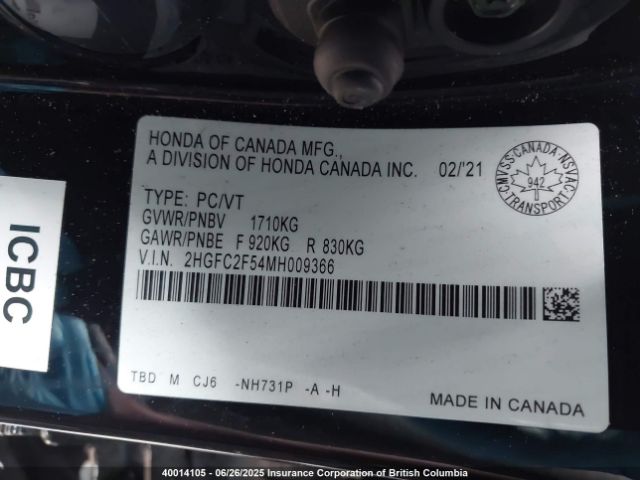 HONDA OF CANADA MFG.,
A DIVISION OF HONDA CANADA INC. 02/'21
CMVSS·CANADA·NSVAC
942
·TRANSPORT·
TYPE: PC/VT
GVWR/PNBV 1710KG
GAWR/PNBE F 920KG R 830KG
V.I.N. 2HGFC2F54MH009366
ICBC
TBD M CJ6 -NH731P -A -H
MADE IN CANADA
40014105 - 06/26/2025 Insurance Corporation of British Columbia